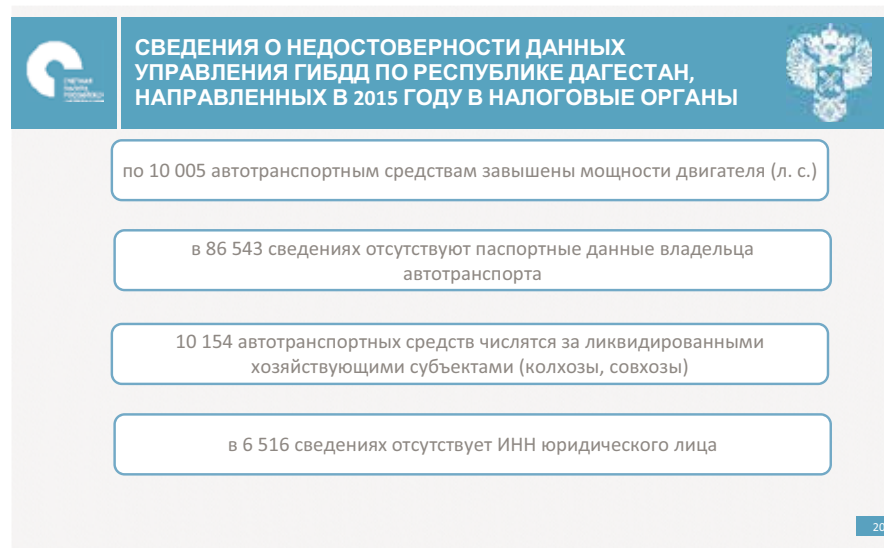 СВЕДЕНИЯ О НЕДОСТОВЕРНОСТИ ДАННЫХ
УПРАВЛЕНИЯ ГИБДД ПО РЕСПУБЛИКЕ ДАГЕСТАН,
НАПРАВЛЕННЫХ В 2015 ГОДУ В НАЛОГОВЫЕ ОРГАНЫ
по 10 005 автотранспортным средствам завышены мощности двигателя (л. с.)
в 86 543 сведениях отсутствуют паспортные данные владельца
автотранспорта
10 154 автотранспортных средств числятся за ликвидированными
хозяйствующими субъектами (колхозы, совхозы)
в 6 516 сведениях отсутствует ИНН юридического лица
20